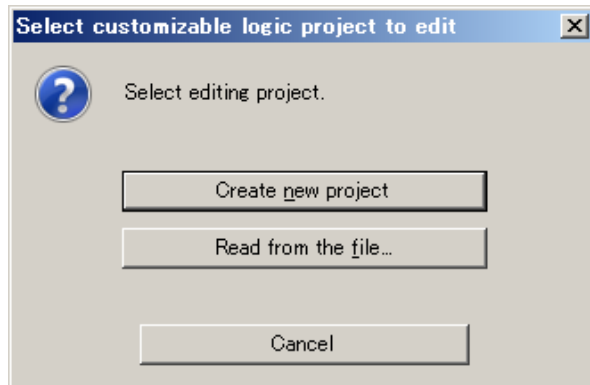 Select customizable logic project to edit
Select editing project.
Create new project
Read from the file...
Cancel